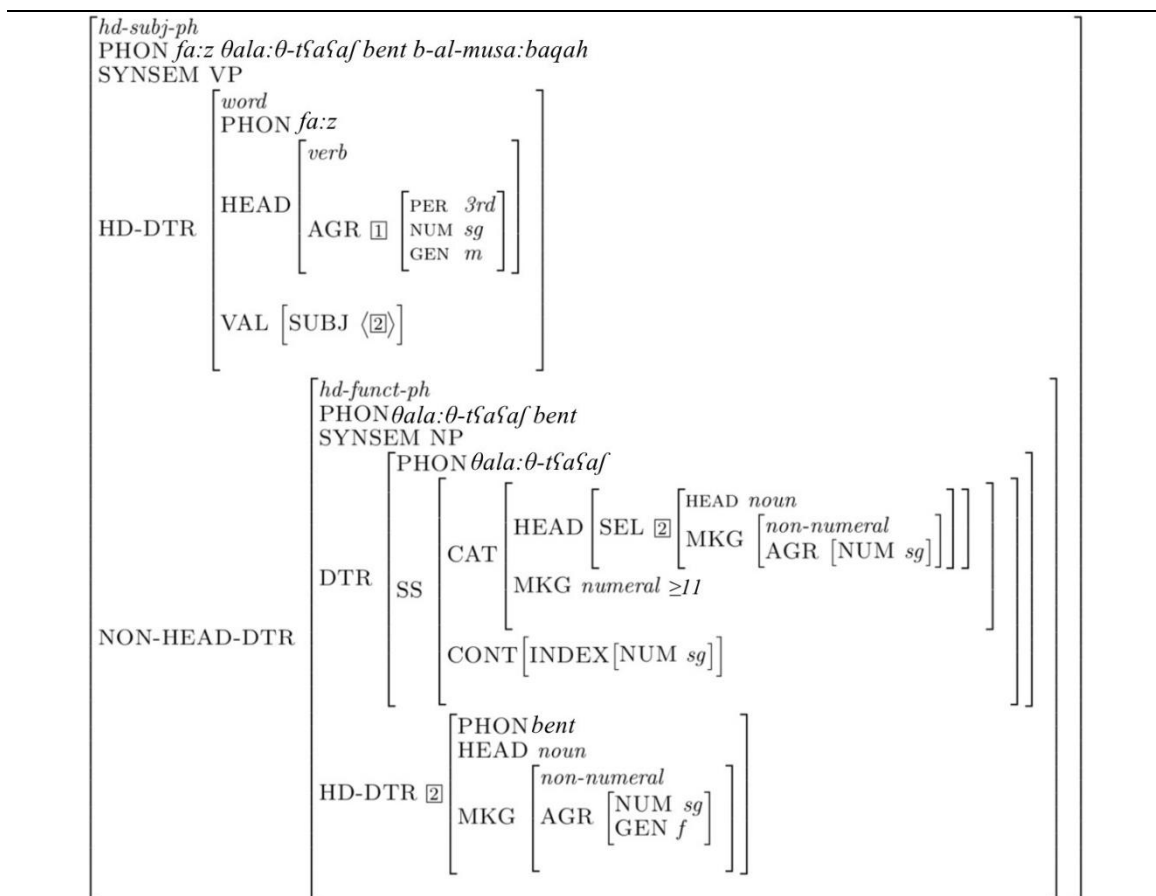 hd-subj-ph
PHON fa:z θala:θ-tʕaʕaʃ bent b-al-musa:baqah
SYNSEM VP
word
PHON fa:z
verb
HEAD
HD-DTR AGR 1 PER 3rd
NUM sg
GEN m
VAL [SUBJ ⟨2⟩]
hd-funct-ph
PHON θala:θ-tʕaʕaʃ bent
SYNSEM NP
PHON θala:θ-tʕaʕaʃ
HEAD noun
HEAD [SEL 2 MKG [non-numeral
AGR [NUM sg]]]
CAT
MKG numeral ≥11
DTR SS
NON-HEAD-DTR
CONT[INDEX[NUM sg]]
PHON bent
HEAD noun
non-numeral
HD-DTR 2 MKG AGR [NUM sg
GEN f]